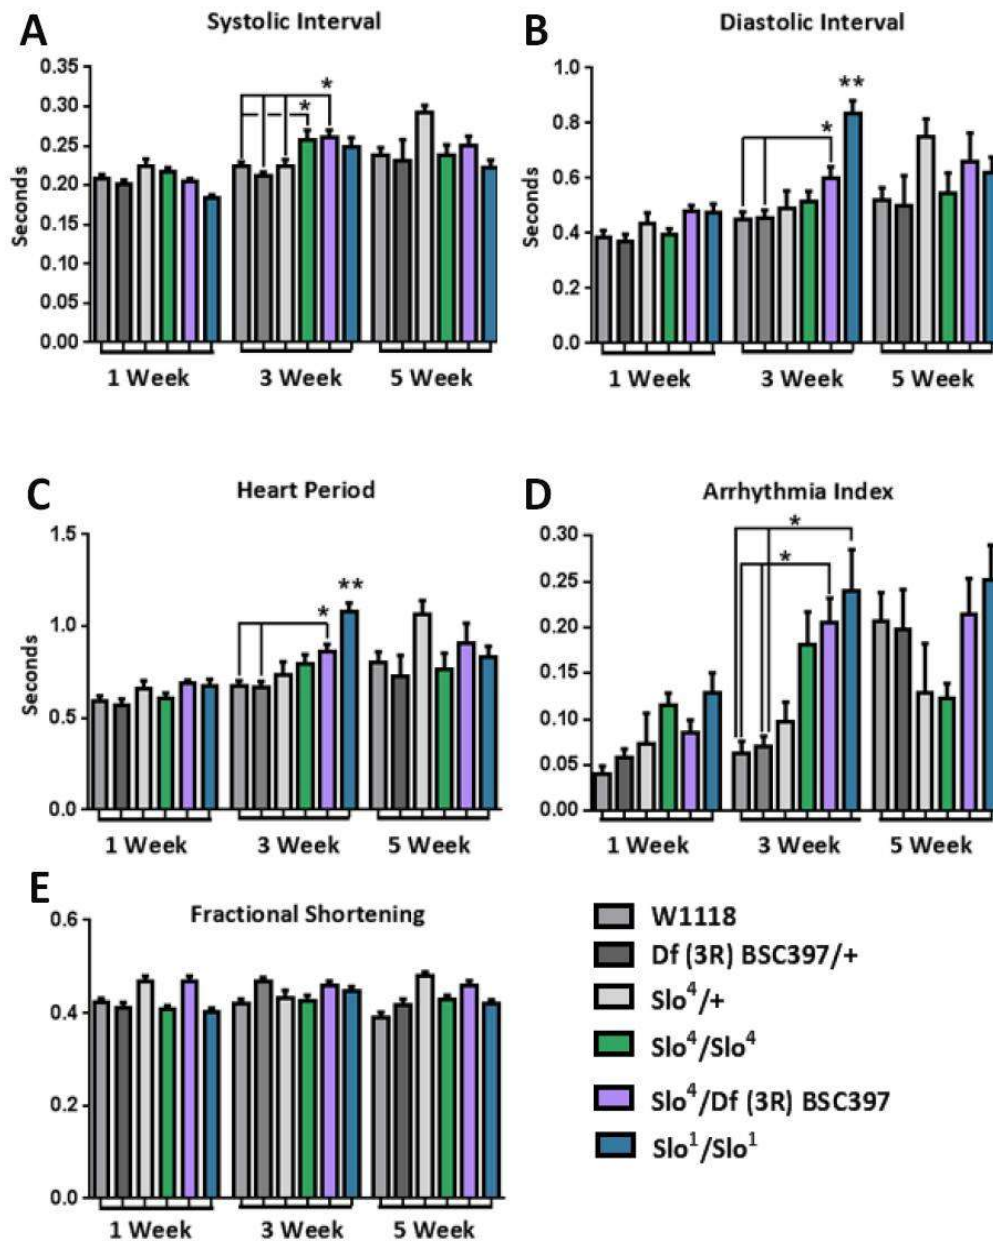 A
Systolic Interval
0.35
0.30
0.25
0.20
0.15
0.10
0.05
0.00
Seconds
*
*
1 Week 3 Week 5 Week
B
Diastolic Interval
1.0
0.8
0.6
0.4
0.2
0.0
Seconds
*
**
1 Week 3 Week 5 Week
C
Heart Period
1.5
1.0
0.5
0.0
Seconds
*
**
1 Week 3 Week 5 Week
D
Arrhythmia Index
0.30
0.25
0.20
0.15
0.10
0.05
0.00
*
*
1 Week 3 Week 5 Week
E
Fractional Shortening
0.6
0.4
0.2
0.0
1 Week 3 Week 5 Week
W1118
Df (3R) BSC397/+
Slo⁴/+
Slo⁴/Slo⁴
Slo⁴/Df (3R) BSC397
Slo¹/Slo¹